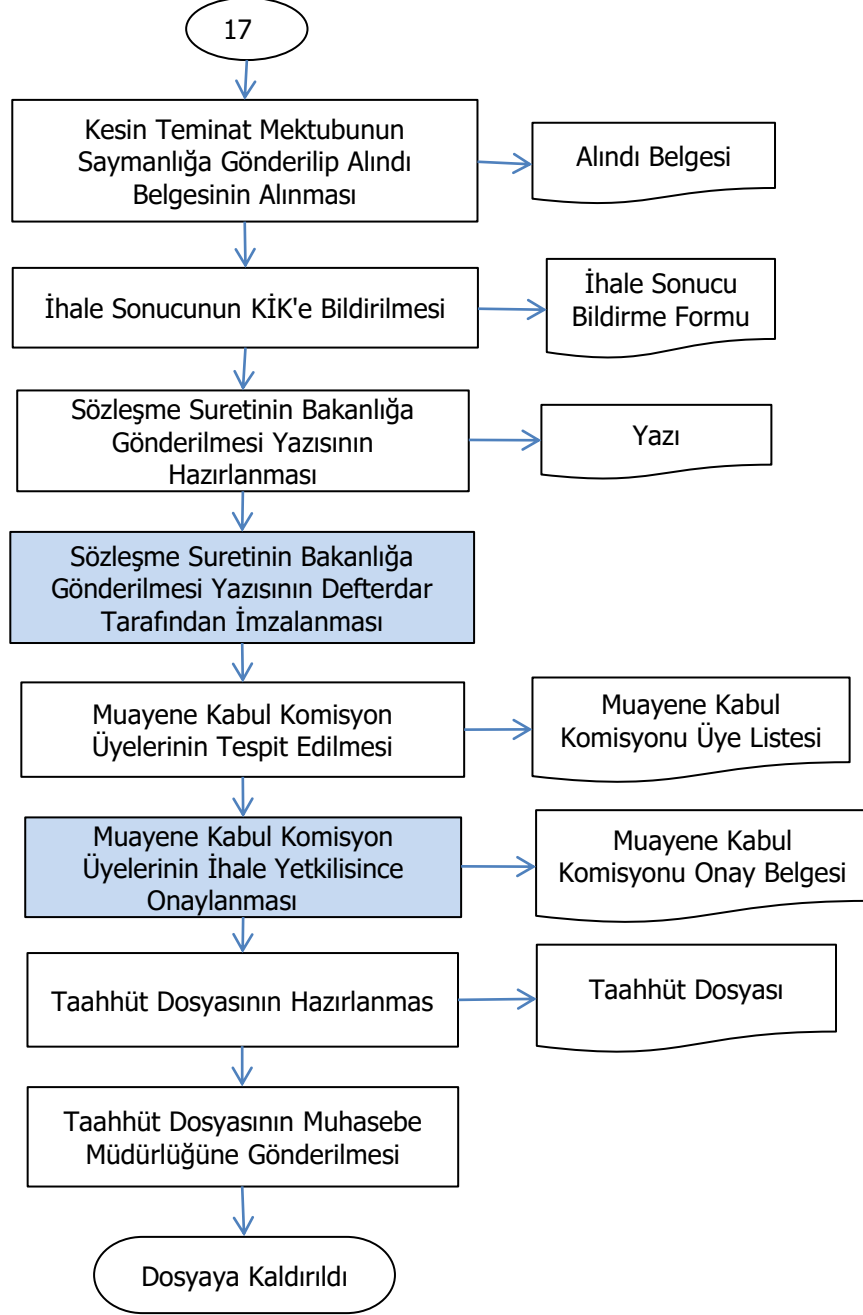 17
Kesin Teminat Mektubunun
Saymanlığa Gönderilip Alındı
Belgesinin Alınması
Alındı Belgesi
İhale Sonucunun KİK'e Bildirilmesi
İhale Sonucu
Bildirme Formu
Sözleşme Suretinin Bakanlığa
Gönderilmesi Yazısının
Hazırlanması
Yazı
Sözleşme Suretinin Bakanlığa
Gönderilmesi Yazısının Defterdar
Tarafından İmzalanması
Muayene Kabul Komisyon
Üyelerinin Tespit Edilmesi
Muayene Kabul
Komisyonu Üye Listesi
Muayene Kabul Komisyon
Üyelerinin İhale Yetkilisince
Onaylanması
Muayene Kabul
Komisyonu Onay Belgesi
Taahhüt Dosyasının Hazırlanmas
Taahhüt Dosyası
Taahhüt Dosyasının Muhasebe
Müdürlüğüne Gönderilmesi
Dosyaya Kaldırıldı